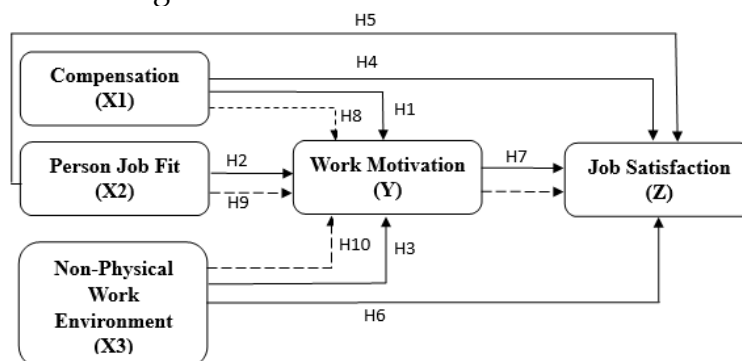 H5
Compensation
(X1)
H4
H1
H8
Person Job Fit
(X2)
H2
H9
Work Motivation
(Y)
H7
Job Satisfaction
(Z)
H10
H3
Non-Physical
Work
Environment
(X3)
H6